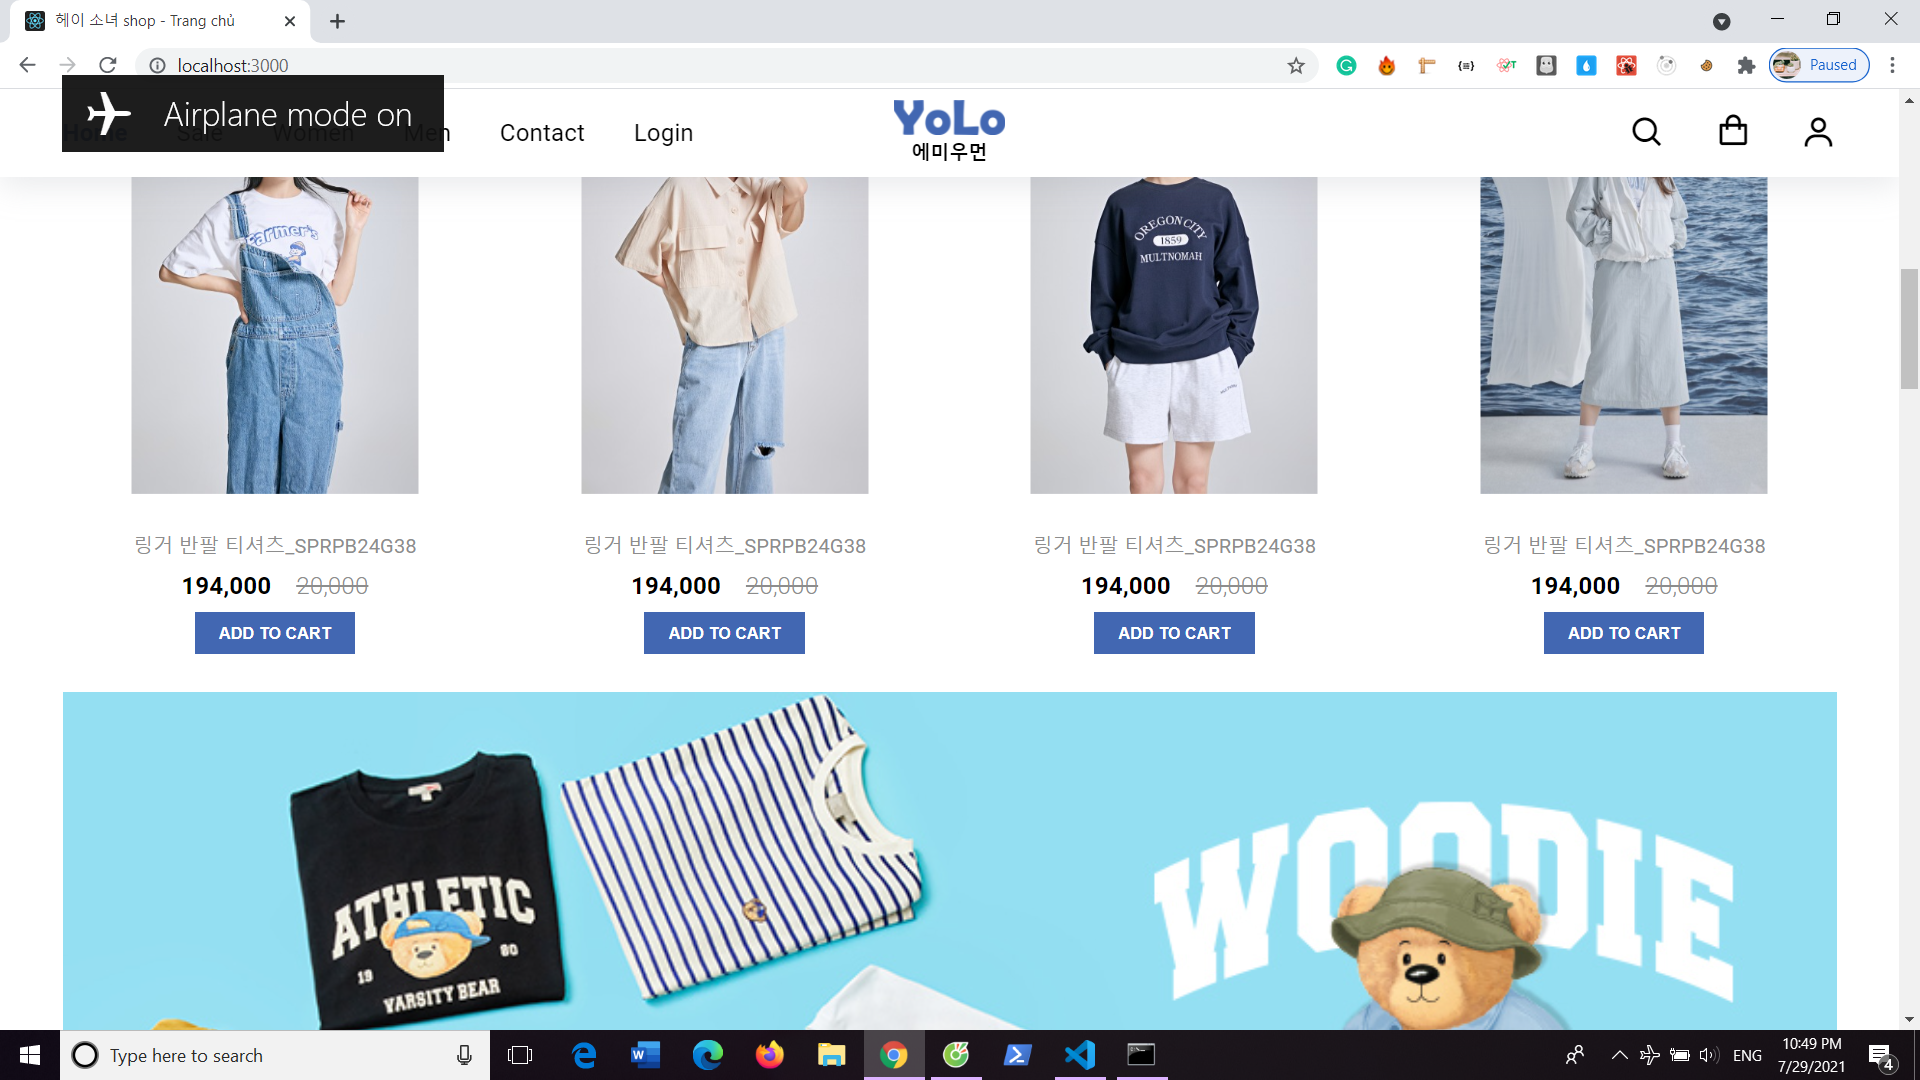 헤이 소녀 shop - Trang chủ
localhost:3000
Paused
Airplane mode on
Home Sale Women Men Contact Login
YoLo
에미우먼
Farmer's
OREGON CITY
1859
MULTNOMAH
링거 반팔 티셔츠_SPRPB24G38
194,000 20,000
ADD TO CART
링거 반팔 티셔츠_SPRPB24G38
194,000 20,000
ADD TO CART
링거 반팔 티셔츠_SPRPB24G38
194,000 20,000
ADD TO CART
링거 반팔 티셔츠_SPRPB24G38
194,000 20,000
ADD TO CART
ATHLETIC
19 80
VARSITY BEAR
WOODIE
Type here to search
ENG
10:49 PM
7/29/2021
4